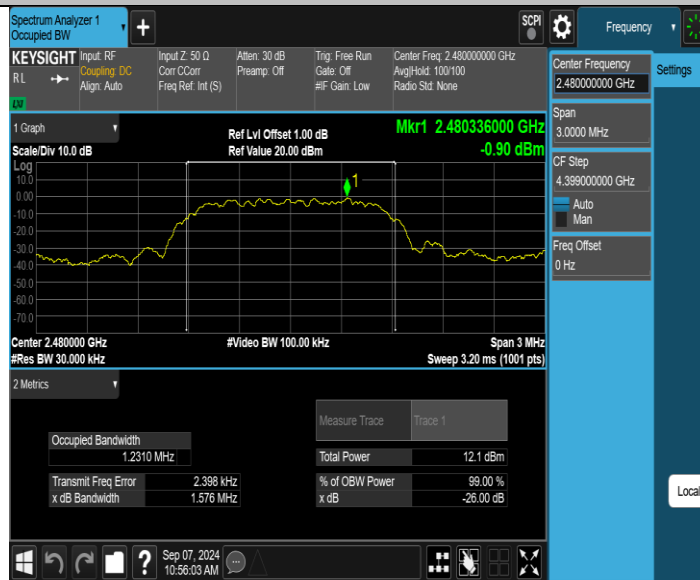 Spectrum Analyzer 1
Occupied BW
+
SCPI
Frequency
KEYSIGHT
RL
LXI
Input: RF
Coupling: DC
Align: Auto
Input Z: 50 Ω
Corr CCorr
Freq Ref: Int (S)
Atten: 30 dB
Preamp: Off
Trig: Free Run
Gate: Off
#IF Gain: Low
Center Freq: 2.480000000 GHz
Avg|Hold: 100/100
Radio Std: None
Center Frequency
2.480000000 GHz
Settings
Span
3.0000 MHz
CF Step
4.399000000 GHz
Auto
Man
Freq Offset
0 Hz
Local
1 Graph
Scale/Div 10.0 dB
Ref Lvl Offset 1.00 dB
Ref Value 20.00 dBm
Mkr1 2.480336000 GHz
-0.90 dBm
Log
10.0
0.00
-10.0
-20.0
-30.0
-40.0
-50.0
-60.0
-70.0
1
Center 2.480000 GHz
#Res BW 30.000 kHz
#Video BW 100.00 kHz
Span 3 MHz
Sweep 3.20 ms (1001 pts)
2 Metrics
Measure Trace
Trace 1
Occupied Bandwidth
1.2310 MHz
Total Power
12.1 dBm
Transmit Freq Error
2.398 kHz
% of OBW Power
99.00 %
x dB Bandwidth
1.576 MHz
x dB
-26.00 dB
?
Sep 07, 2024
10:56:03 AM